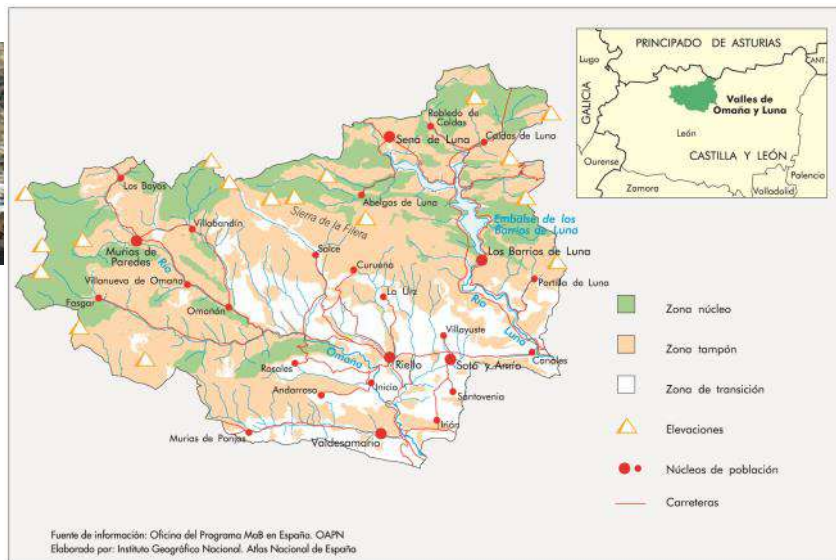 PRINCIPADO DE ASTURIAS
Lugo
CANT.
GALICIA
Valles de
Omaña y Luna
León
CASTILLA Y LEÓN
Ourense
Palencia
Zamora
Valladolid
Robledo de
Caldas
Sena de Luna
Caldas de Luna
Los Bayos
Abelgas de Luna
Sierra de la Filera
Villabandín
Embalse de los
Barrios de Luna
Murias de
Paredes
Río
Salce
Los Barrios de Luna
Curueña
Villanueva de Omaña
Portilla de Luna
Fasgar
La Urz
Omañón
Río
Villayuste
Luna
Omaña
Riello
Soto y Amío
Canales
Rosales
Inicio
Andarraso
Santovenia
Irián
Murias de Ponjos
Valdesamario
Zona núcleo
Zona tampón
Zona de transición
Elevaciones
Núcleos de población
Carreteras
Fuente de información: Oficina del Programa MaB en España. OAPN
Elaborado por: Instituto Geográfico Nacional. Atlas Nacional de España